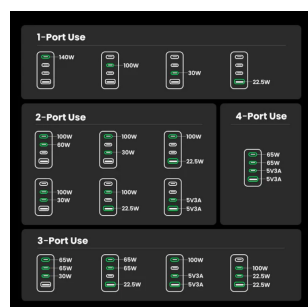 1-Port Use
140W
100W
30W
22.5W
2-Port Use
100W
60W
100W
30W
100W
22.5W
100W
30W
100W
22.5W
5V3A
5V3A
4-Port Use
65W
65W
5V3A
5V3A
3-Port Use
65W
65W
30W
65W
65W
22.5W
100W
5V3A
5V3A
100W
22.5W
22.5W